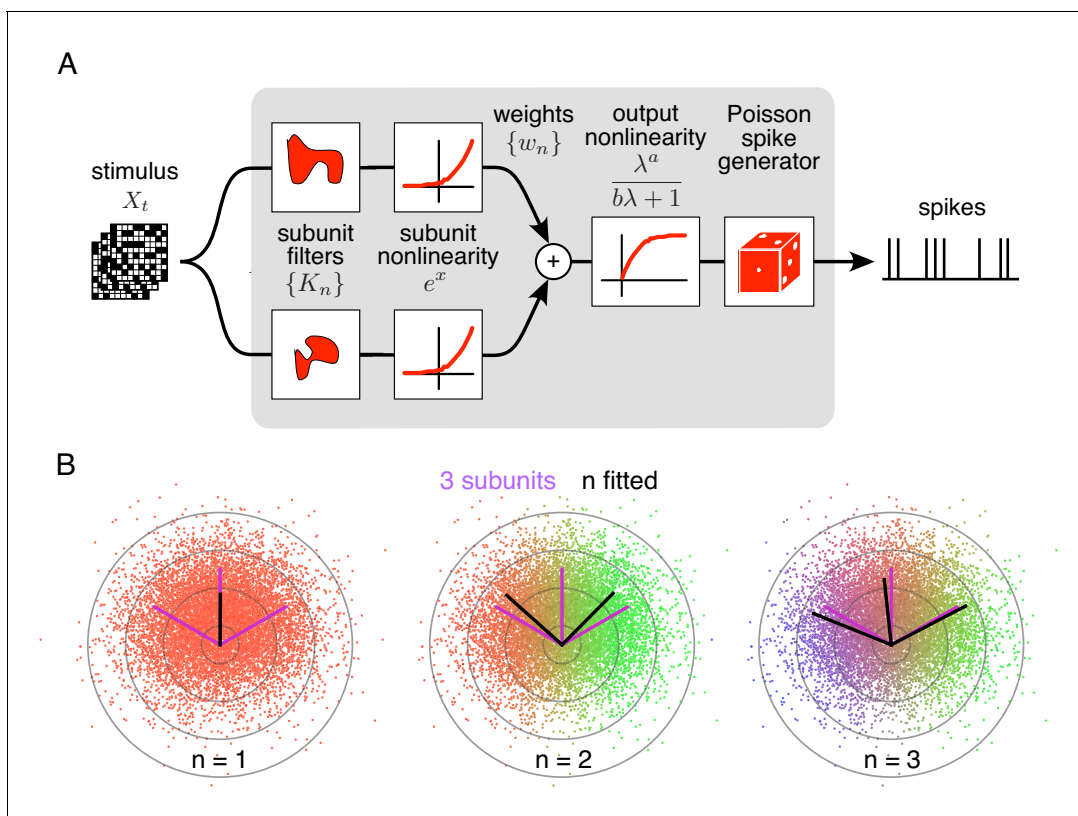 A
stimulus
X_t
subunit
filters
{K_n}
subunit
nonlinearity
e^x
weights
{w_n}
+
output
nonlinearity
λ^a
bλ + 1
Poisson
spike
generator
spikes
B
3 subunits n fitted
n = 1
n = 2
n = 3